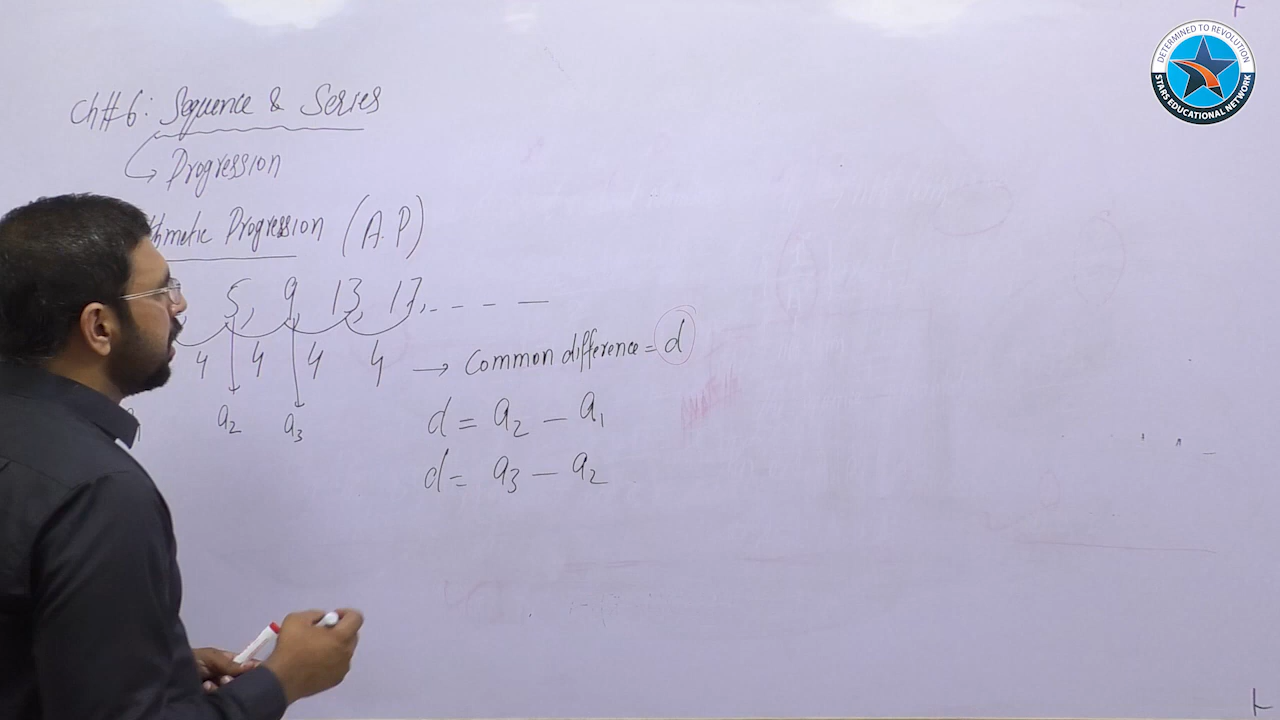 Ch#6: Sequence & Series
Progression
thmetic Progression (A.P)
5, 9, 13, 17, - - - -
4 4 4 4 → Common difference = d
a2 a3
d = a2 - a1
d = a3 - a2
DETERMINED TO REVOLUTION
STARS EDUCATIONAL NETWORK